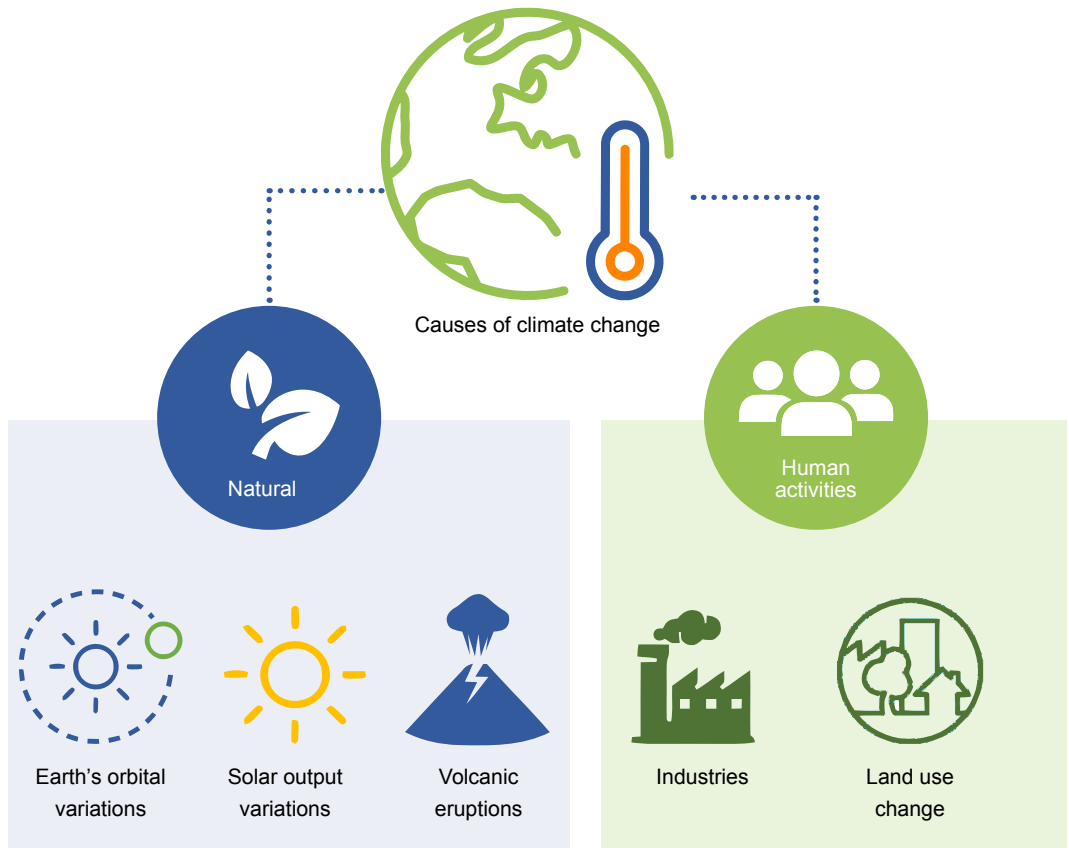 Causes of climate change
Natural
Human
activities
Earth’s orbital
variations
Solar output
variations
Volcanic
eruptions
Industries
Land use
change